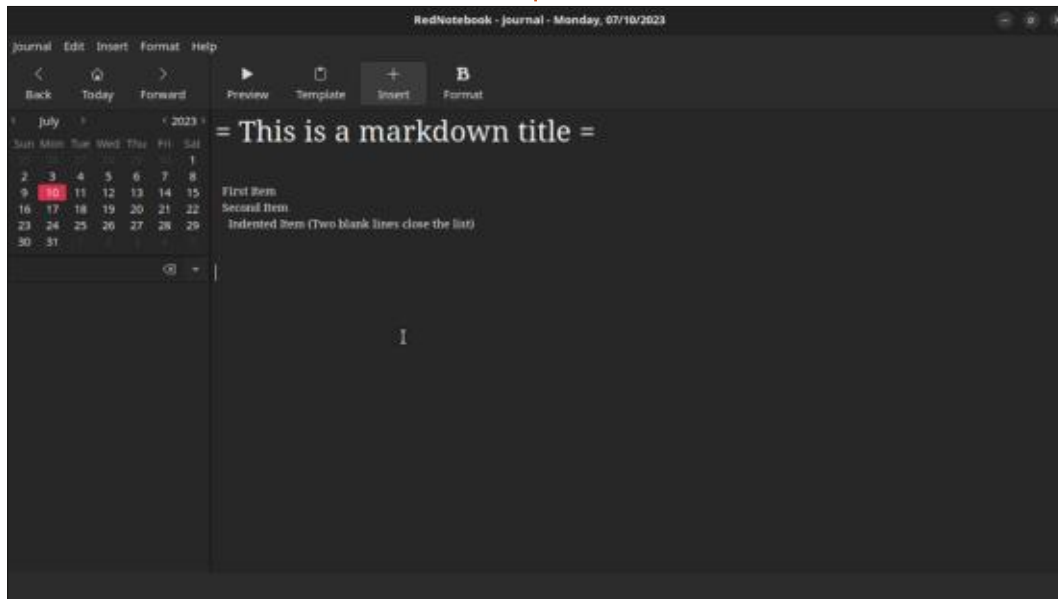 RedNotebook - journal - Monday, 07/10/2023
Journal Edit Insert Format Help
Back Today Forward Preview Template Insert Format
July 2023
Sun Mon Tue Wed Thu Fri Sat
1
2 3 4 5 6 7 8
9 10 11 12 13 14 15
16 17 18 19 20 21 22
23 24 25 26 27 28 29
30 31
= This is a markdown title =
First Item
Second Item
Indented Item (Two blank lines close the list)